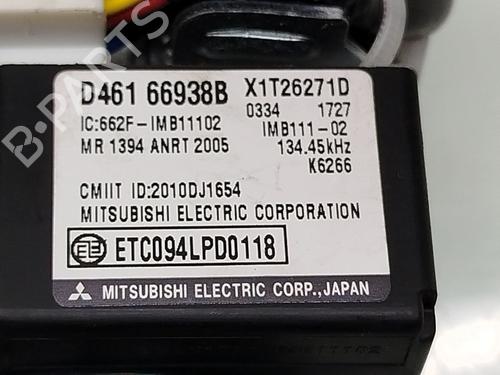 B-PARTS
D461 66938B X1T26271D
0334 1727
IC:662F-IMB11102 IMB111-02
MR 1394 ANRT 2005 134.45kHz
K6266
CMIIT ID:2010DJ1654
MITSUBISHI ELECTRIC CORPORATION
ETC094LPD0118
MITSUBISHI ELECTRIC CORP.,JAPAN